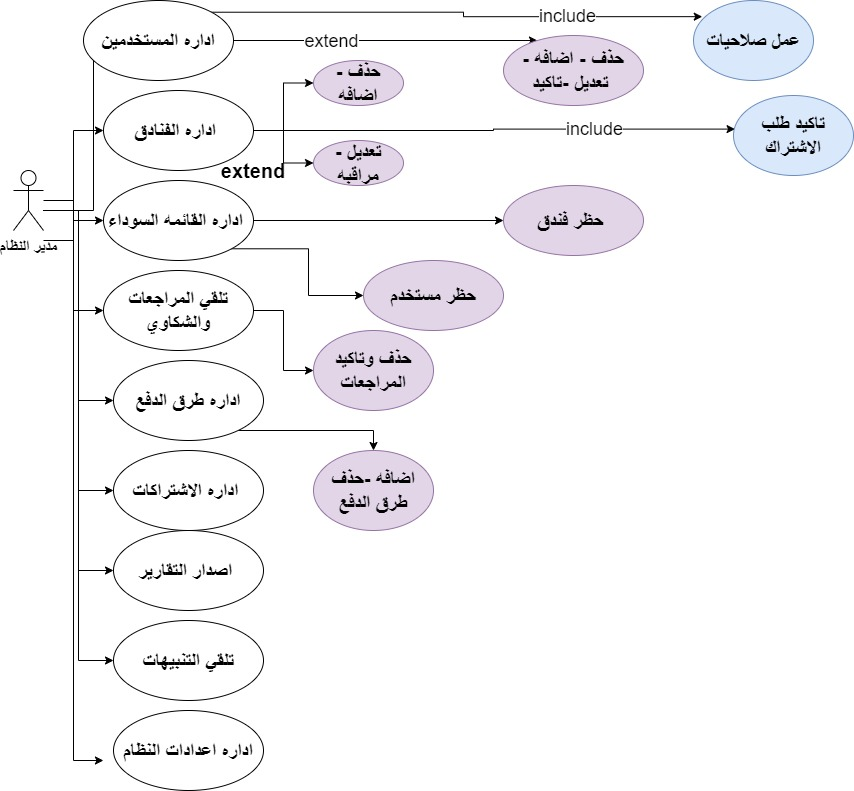 include
اداره المستخدمين
extend
عمل صلاحيات
حذف - اضافه -
تعديل -تاكيد
حذف -
اضافه
اداره الفنادق
include
تاكيد طلب
الاشتراك
تعديل -
مراقبه
extend
مدير النظام
اداره القائمه السوداء
حظر فندق
حظر مستخدم
تلقي المراجعات
والشكاوي
حذف وتاكيد
المراجعات
اداره طرق الدفع
اضافه -حذف
طرق الدفع
اداره الاشتراكات
اصدار التقارير
تلقي التنبيهات
اداره اعدادات النظام